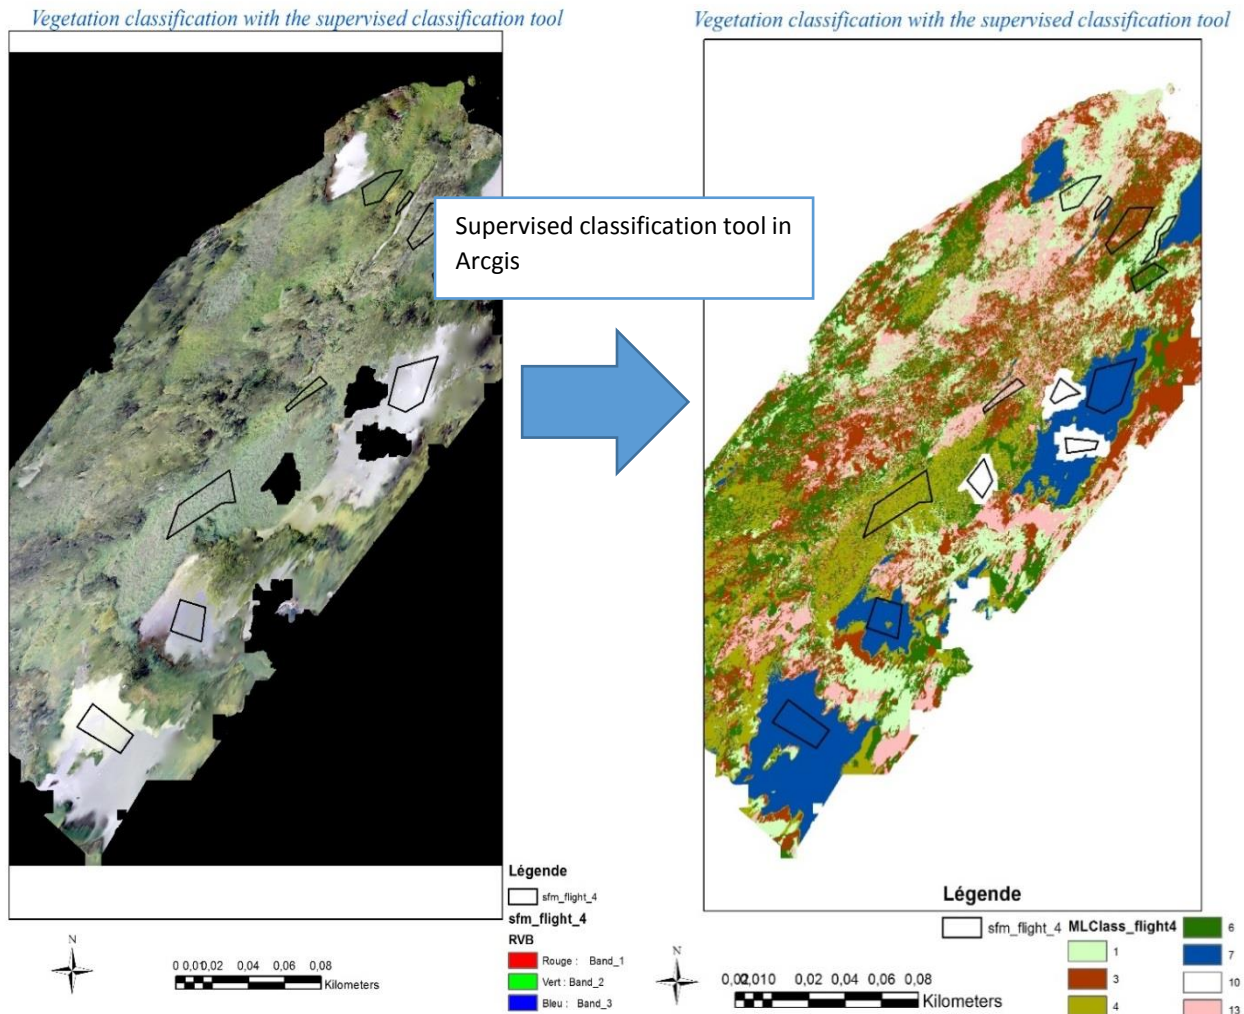 Vegetation classification with the supervised classification tool
Vegetation classification with the supervised classification tool
Supervised classification tool in
Arcgis
Légende
sfm_flight_4
sfm_flight_4
RVB
Rouge : Band_1
Vert : Band_2
Bleu : Band_3
N
0 0,01 0,02 0,04 0,06 0,08
Kilometers
Légende
sfm_flight_4
MLClass_flight4
1
3
4
6
7
10
13
N
0,02 0,04 0,06 0,08
Kilometers